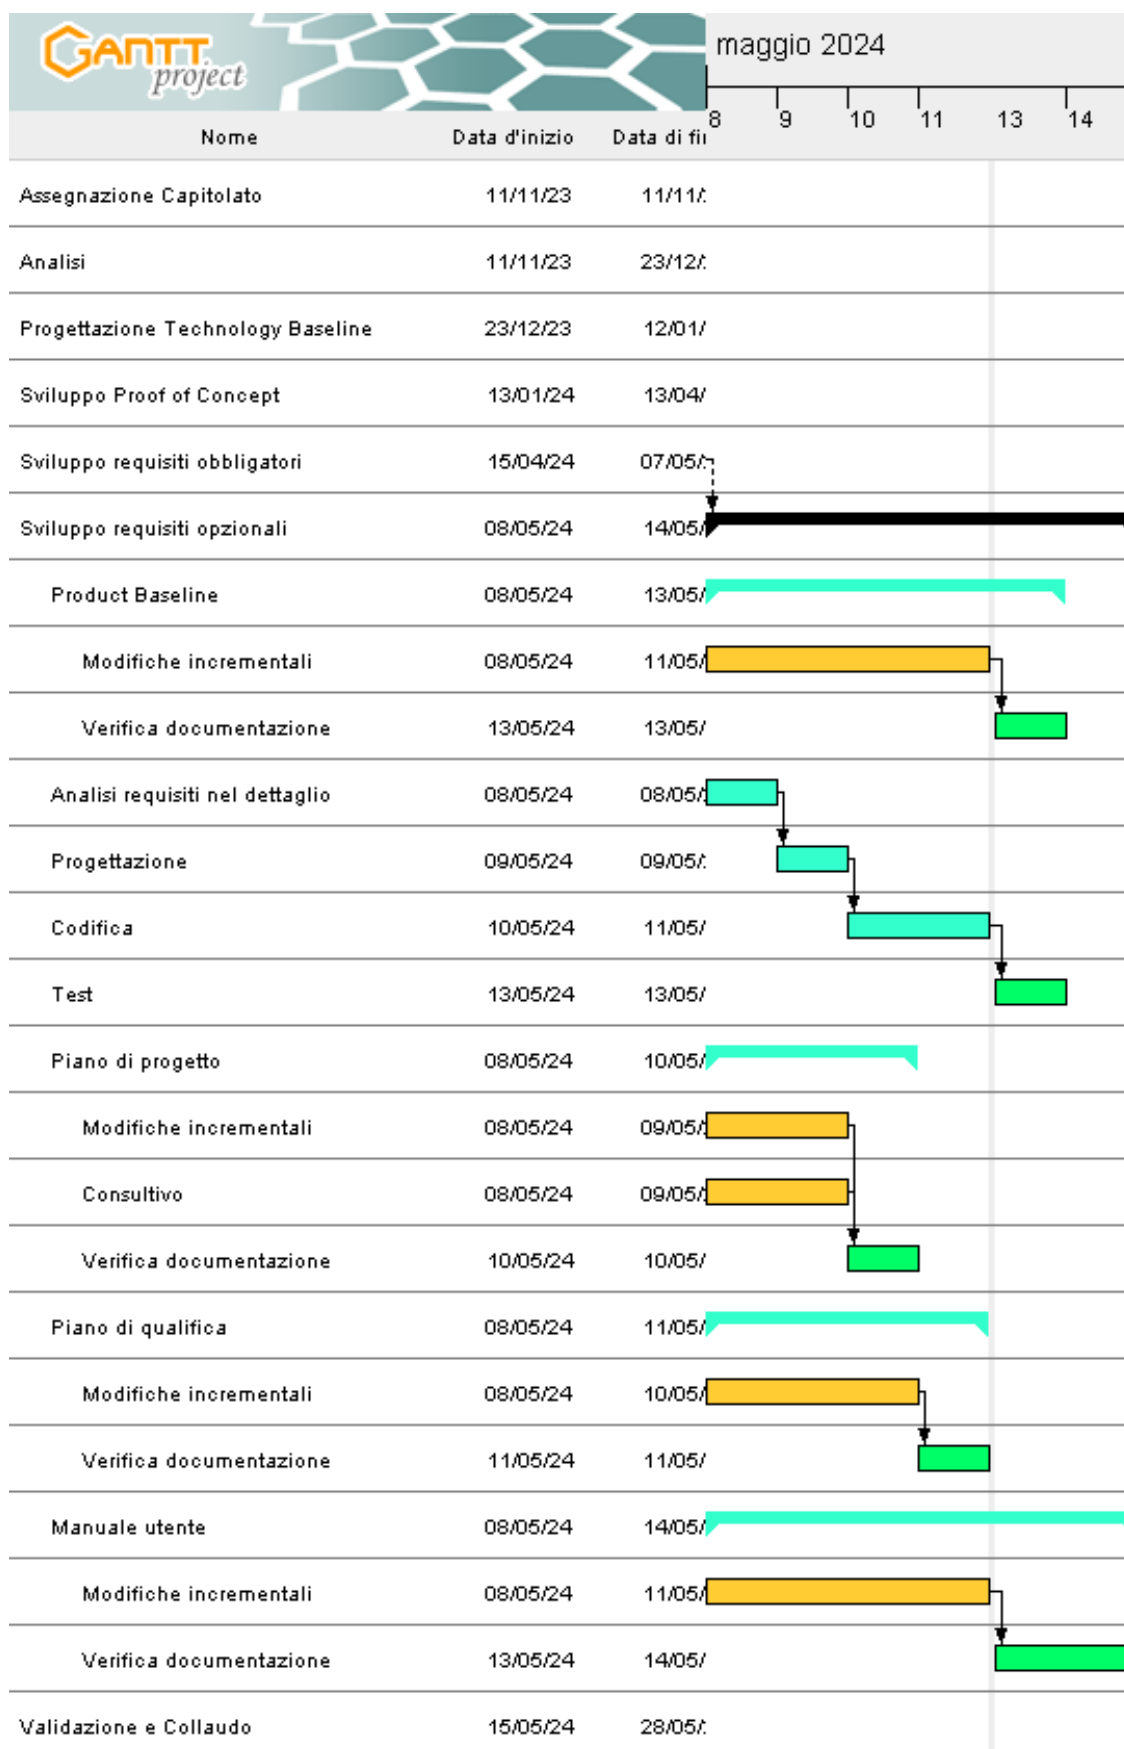 GANTT project
maggio 2024
8 9 10 11 13 14
Nome Data d'inizio Data di fi
Assegnazione Capitolato 11/11/23 11/11/
Analisi 11/11/23 23/12/
Progettazione Technology Baseline 23/12/23 12/01/
Sviluppo Proof of Concept 13/01/24 13/04/
Sviluppo requisiti obbligatori 15/04/24 07/05/
Sviluppo requisiti opzionali 08/05/24 14/05/
Product Baseline 08/05/24 13/05/
Modifiche incrementali 08/05/24 11/05/
Verifica documentazione 13/05/24 13/05/
Analisi requisiti nel dettaglio 08/05/24 08/05/
Progettazione 09/05/24 09/05/
Codifica 10/05/24 11/05/
Test 13/05/24 13/05/
Piano di progetto 08/05/24 10/05/
Modifiche incrementali 08/05/24 09/05/
Consultivo 08/05/24 09/05/
Verifica documentazione 10/05/24 10/05/
Piano di qualifica 08/05/24 11/05/
Modifiche incrementali 08/05/24 10/05/
Verifica documentazione 11/05/24 11/05/
Manuale utente 08/05/24 14/05/
Modifiche incrementali 08/05/24 11/05/
Verifica documentazione 13/05/24 14/05/
Validazione e Collaudo 15/05/24 28/05/